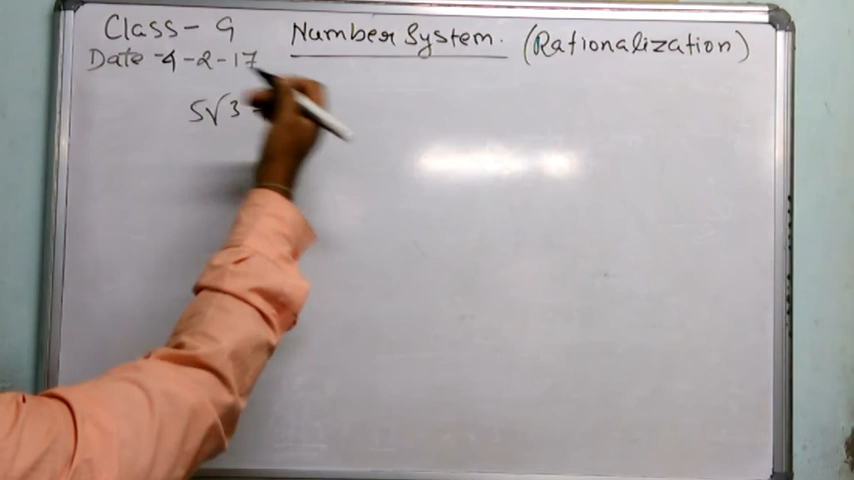 Class - 9 Number System. (Rationalization)
Date - 4-2-17
5√3 -